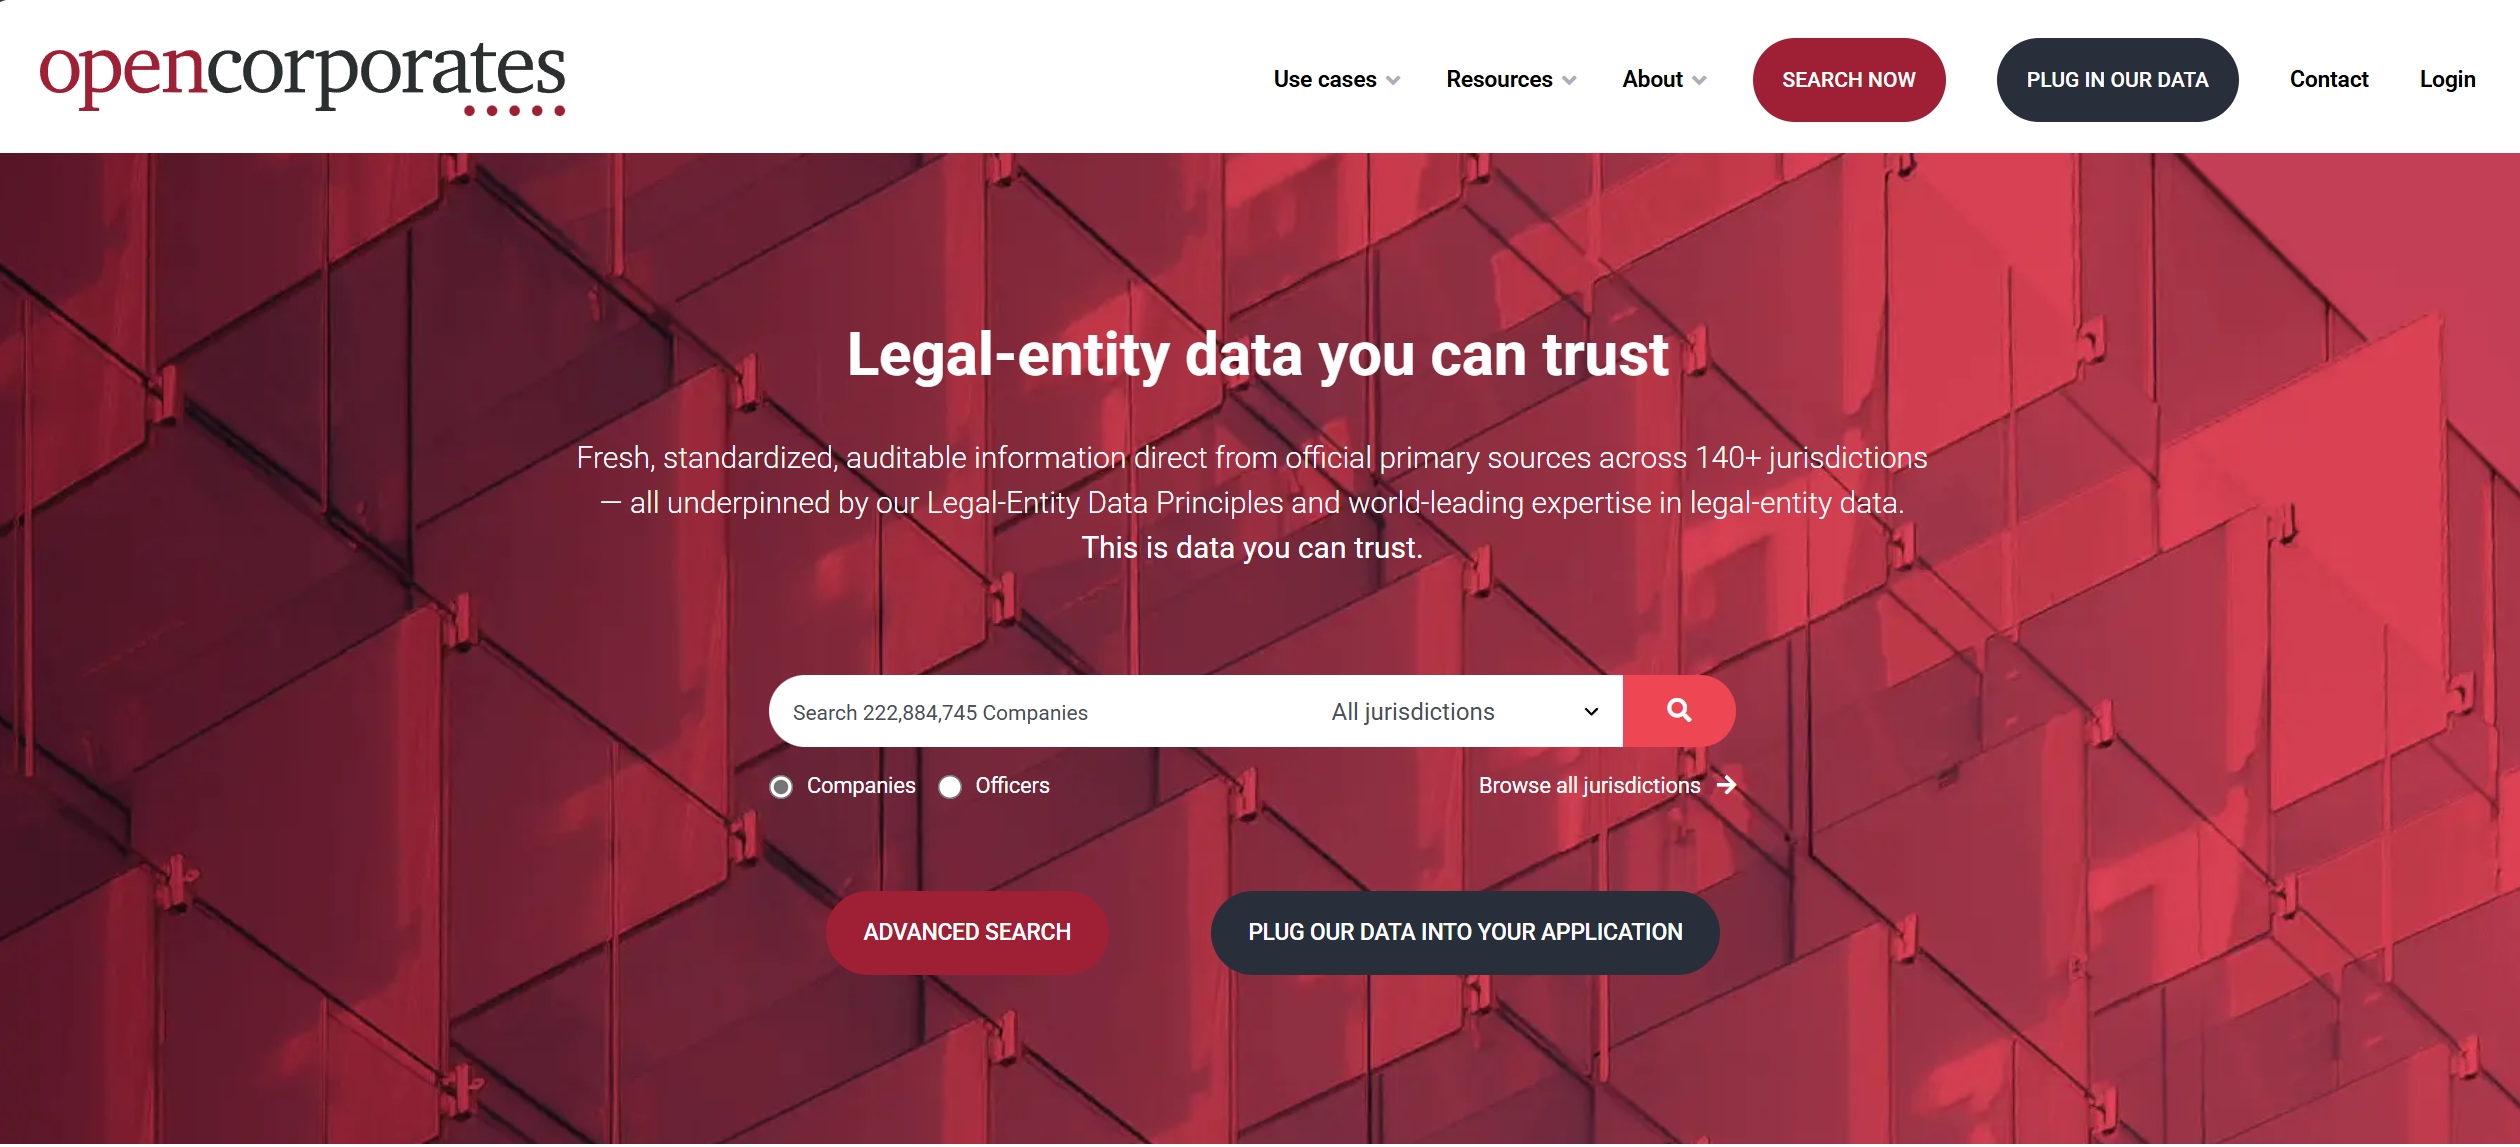 opencorporates
Use cases
Resources
About
SEARCH NOW
PLUG IN OUR DATA
Contact
Login
Legal-entity data you can trust
Fresh, standardized, auditable information direct from official primary sources across 140+ jurisdictions
— all underpinned by our Legal-Entity Data Principles and world-leading expertise in legal-entity data.
This is data you can trust.
Search 222,884,745 Companies
All jurisdictions
Companies
Officers
Browse all jurisdictions
ADVANCED SEARCH
PLUG OUR DATA INTO YOUR APPLICATION